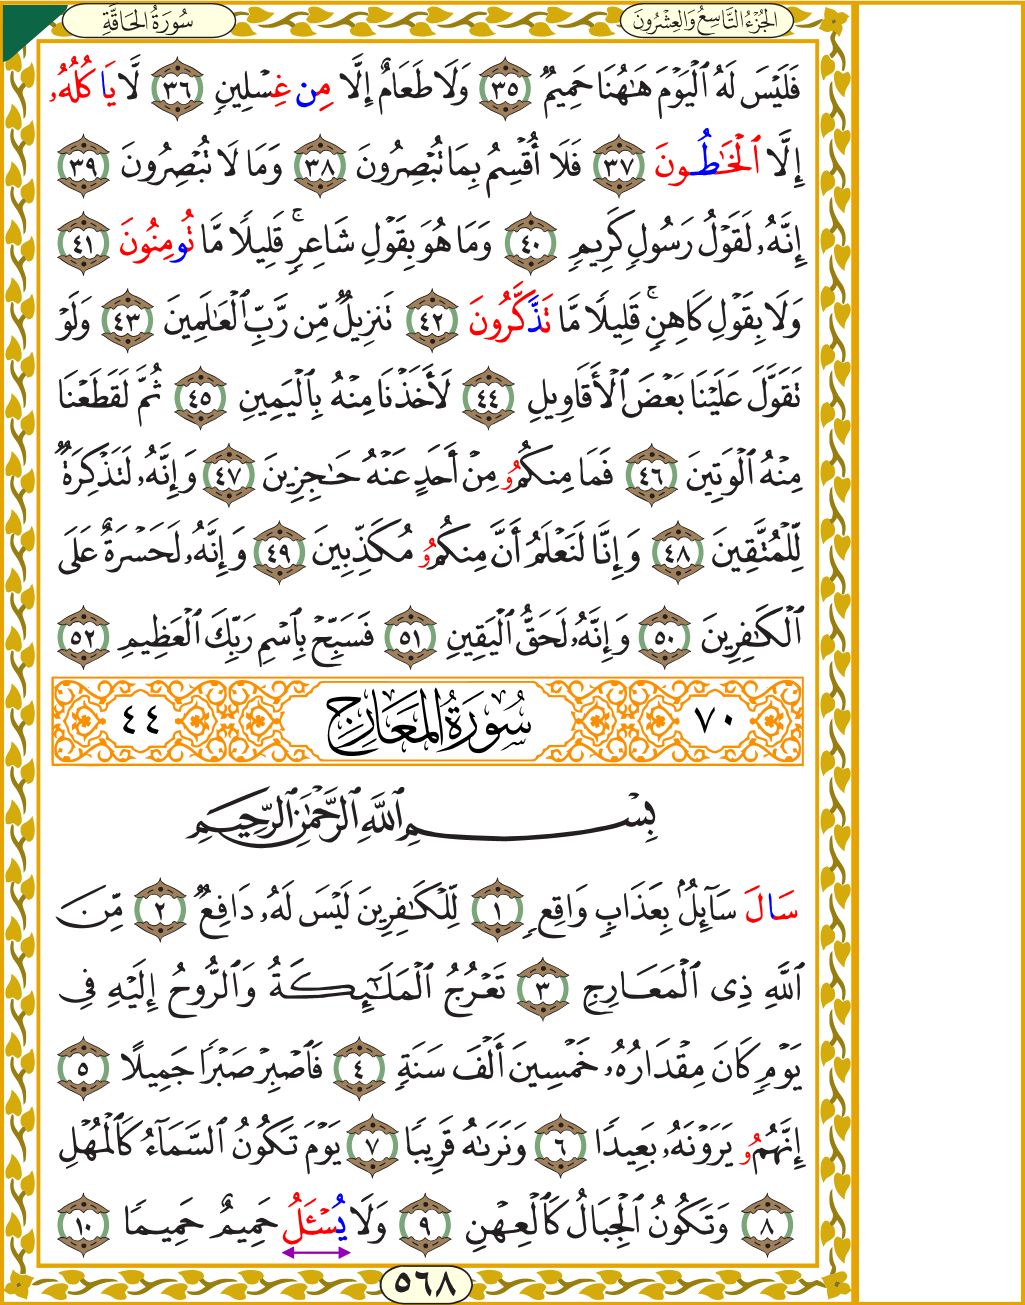 سُورَةُ الحَاقَّةِ
الجُزْءُ التَّاسِعُ وَالعِشْرُونَ
فَلَيْسَ لَهُ الْيَوْمَ هَٰهُنَا حَمِيمٌ ٣٥ وَلَا طَعَامٌ إِلَّا مِن غِسْلِينٍ ٣٦ لَّا يَاكُلُهُۥ
إِلَّا ٱلْخَٰطُونَ ٣٧ فَلَا أُقْسِمُ بِمَا تُبْصِرُونَ ٣٨ وَمَا لَا تُبْصِرُونَ ٣٩
إِنَّهُۥ لَقَوْلُ رَسُولٍ كَرِيمٍ ٤٠ وَمَا هُوَ بِقَوْلِ شَاعِرٍۚ قَلِيلًا مَّا تُومِنُونَ ٤١
وَلَا بِقَوْلِ كَاهِنٍۚ قَلِيلًا مَّا تَذَّكَّرُونَ ٤٢ تَنزِيلٌ مِّن رَّبِّ ٱلْعَٰلَمِينَ ٤٣ وَلَوْ
تَقَوَّلَ عَلَيْنَا بَعْضَ ٱلْأَقَاوِيلِ ٤٤ لَأَخَذْنَا مِنْهُ بِٱلْيَمِينِ ٤٥ ثُمَّ لَقَطَعْنَا
مِنْهُ ٱلْوَتِينَ ٤٦ فَمَا مِنكُمُۥ مِنْ أَحَدٍ عَنْهُ حَٰجِزِينَ ٤٧ وَإِنَّهُۥ لَتَذْكِرَةٌ
لِّلْمُتَّقِينَ ٤٨ وَإِنَّا لَنَعْلَمُ أَنَّ مِنكُمُۥ مُكَذِّبِينَ ٤٩ وَإِنَّهُۥ لَحَسْرَةٌ عَلَى
ٱلْكَٰفِرِينَ ٥٠ وَإِنَّهُۥ لَحَقُّ ٱلْيَقِينِ ٥١ فَسَبِّحْ بِٱسْمِ رَبِّكَ ٱلْعَظِيمِ ٥٢
٧٠ سُورَةُ المَعَارِجِ ٤٤
بِسْمِ ٱللَّهِ ٱلرَّحْمَٰنِ ٱلرَّحِيمِ
سَالَ سَآئِلٌۢ بِعَذَابٍ وَاقِعٍ ١ لِّلْكَٰفِرِينَ لَيْسَ لَهُۥ دَافِعٌ ٢ مِّنَ
ٱللَّهِ ذِى ٱلْمَعَارِجِ ٣ تَعْرُجُ ٱلْمَلَٰٓئِكَةُ وَٱلرُّوحُ إِلَيْهِ فِى
يَوْمٍ كَانَ مِقْدَارُهُۥ خَمْسِينَ أَلْفَ سَنَةٍ ٤ فَٱصْبِرْ صَبْرًا جَمِيلًا ٥
إِنَّهُمُۥ يَرَوْنَهُۥ بَعِيدًا ٦ وَنَرَىٰهُ قَرِيبًا ٧ يَوْمَ تَكُونُ ٱلسَّمَآءُ كَٱلْمُهْلِ
٨ وَتَكُونُ ٱلْجِبَالُ كَٱلْعِهْنِ ٩ وَلَا يُسْـَٔلُ حَمِيمٌ حَمِيمًا ١٠
٥٦٨